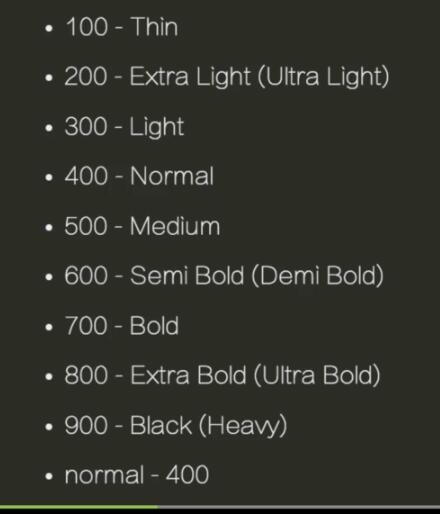 • 100 - Thin
• 200 - Extra Light (Ultra Light)
• 300 - Light
• 400 - Normal
• 500 - Medium
• 600 - Semi Bold (Demi Bold)
• 700 - Bold
• 800 - Extra Bold (Ultra Bold)
• 900 - Black (Heavy)
• normal - 400